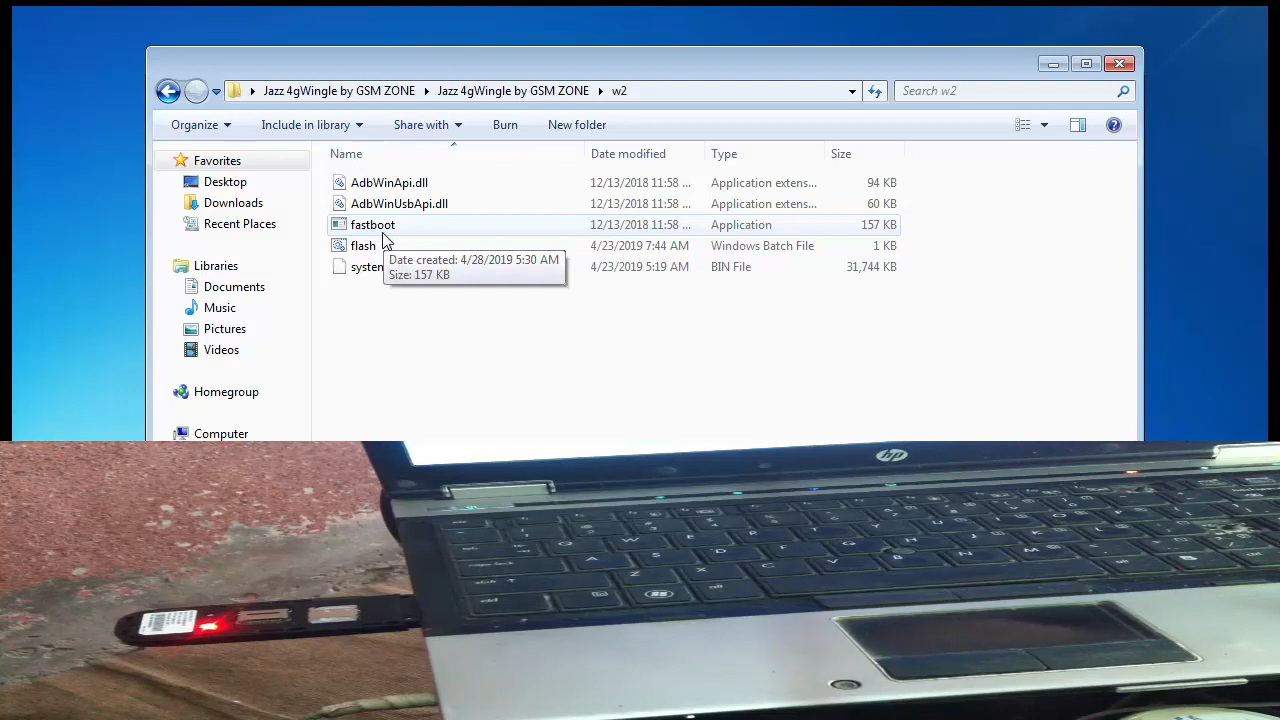 Jazz 4gWingle by GSM ZONE Jazz 4gWingle by GSM ZONE w2 Search w2
Organize Include in library Share with Burn New folder
Name Date modified Type Size
Favorites
Desktop
Downloads
Recent Places
Libraries
Documents
Music
Pictures
Videos
Homegroup
Computer
AdbWinApi.dll 12/13/2018 11:58 ... Application extens... 94 KB
AdbWinUsbApi.dll 12/13/2018 11:58 ... Application extens... 60 KB
fastboot 12/13/2018 11:58 ... Application 157 KB
flash 4/23/2019 7:44 AM Windows Batch File 1 KB
system 4/23/2019 5:19 AM BIN File 31,744 KB
Date created: 4/28/2019 5:30 AM
Size: 157 KB
hp